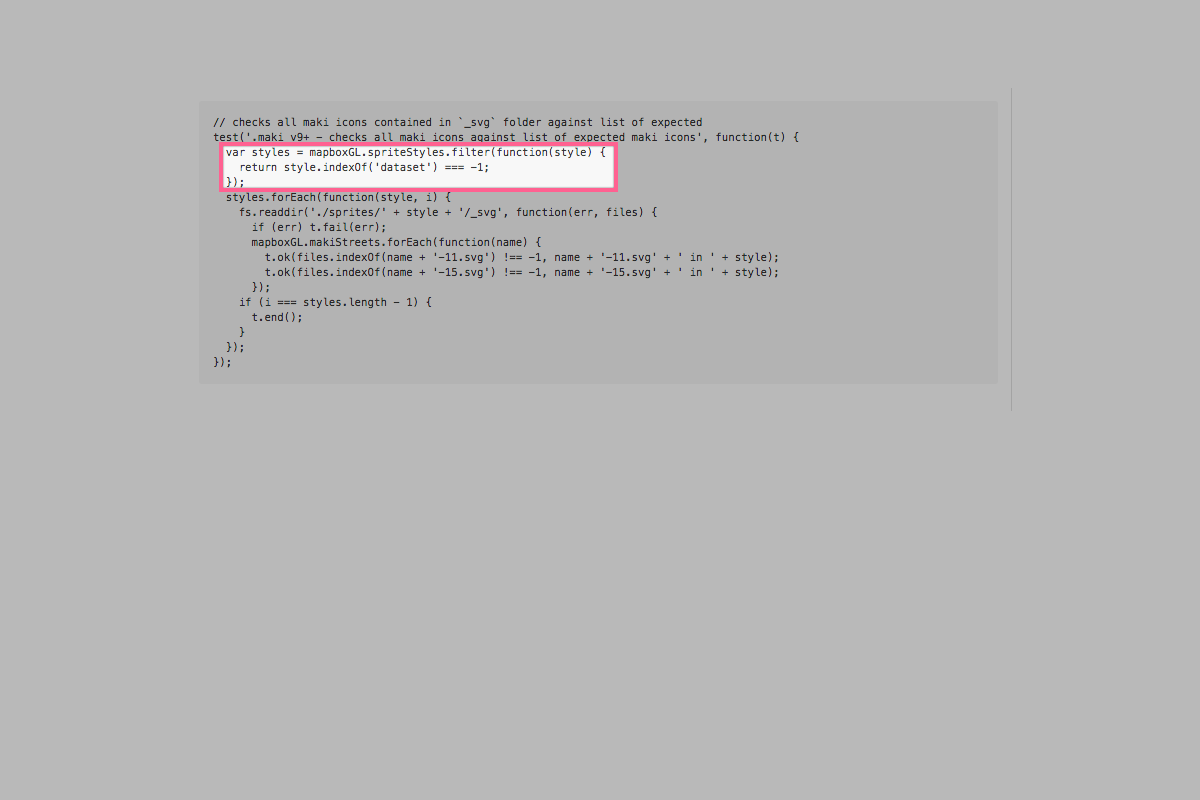 // checks all maki icons contained in `_svg` folder against list of expected
test('.maki v9+ - checks all maki icons against list of expected maki icons', function(t) {
  var styles = mapboxGL.spriteStyles.filter(function(style) {
    return style.indexOf('dataset') === -1;
  });
  styles.forEach(function(style, i) {
    fs.readdir('./sprites/' + style + '/_svg', function(err, files) {
      if (err) t.fail(err);
      mapboxGL.makiStreets.forEach(function(name) {
        t.ok(files.indexOf(name + '-11.svg') !== -1, name + '-11.svg' + ' in ' + style);
        t.ok(files.indexOf(name + '-15.svg') !== -1, name + '-15.svg' + ' in ' + style);
      });
    if (i === styles.length - 1) {
      t.end();
    }
  });
});